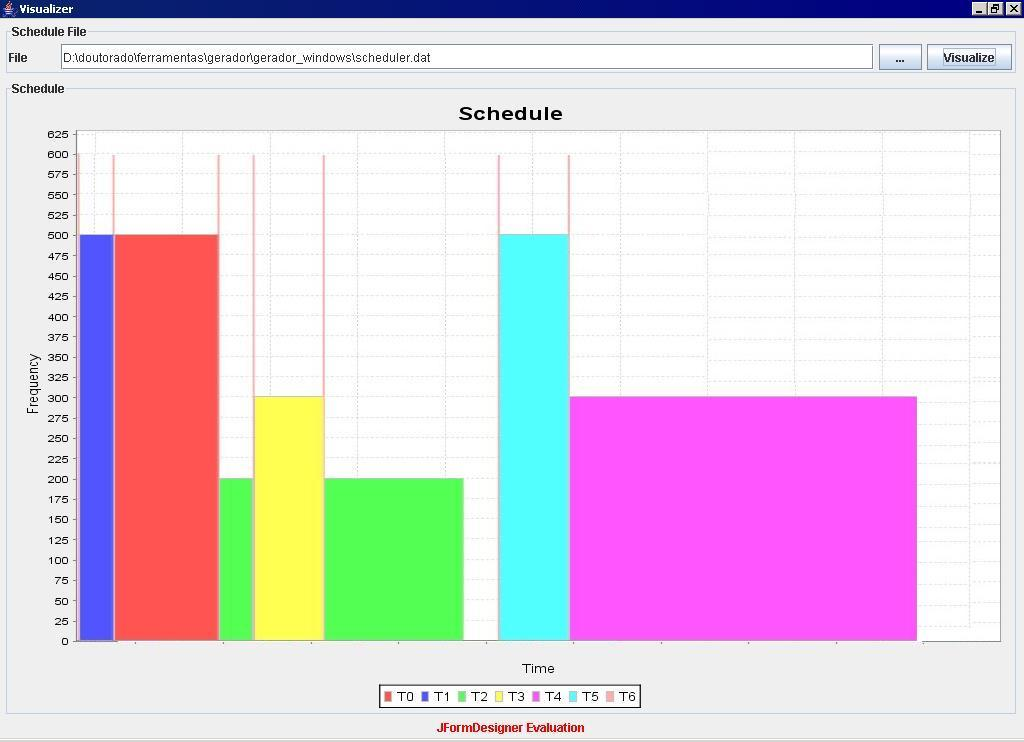 Visualizer
Schedule File
File D:\doutorado\ferramentas\gerador\gerador_windows\scheduler.dat ... Visualize
Schedule
Schedule
625
600
575
550
525
500
475
450
425
400
375
350
325
300
275
250
225
200
175
150
125
100
75
50
25
0
Frequency
Time
T0 T1 T2 T3 T4 T5 T6
JFormDesigner Evaluation